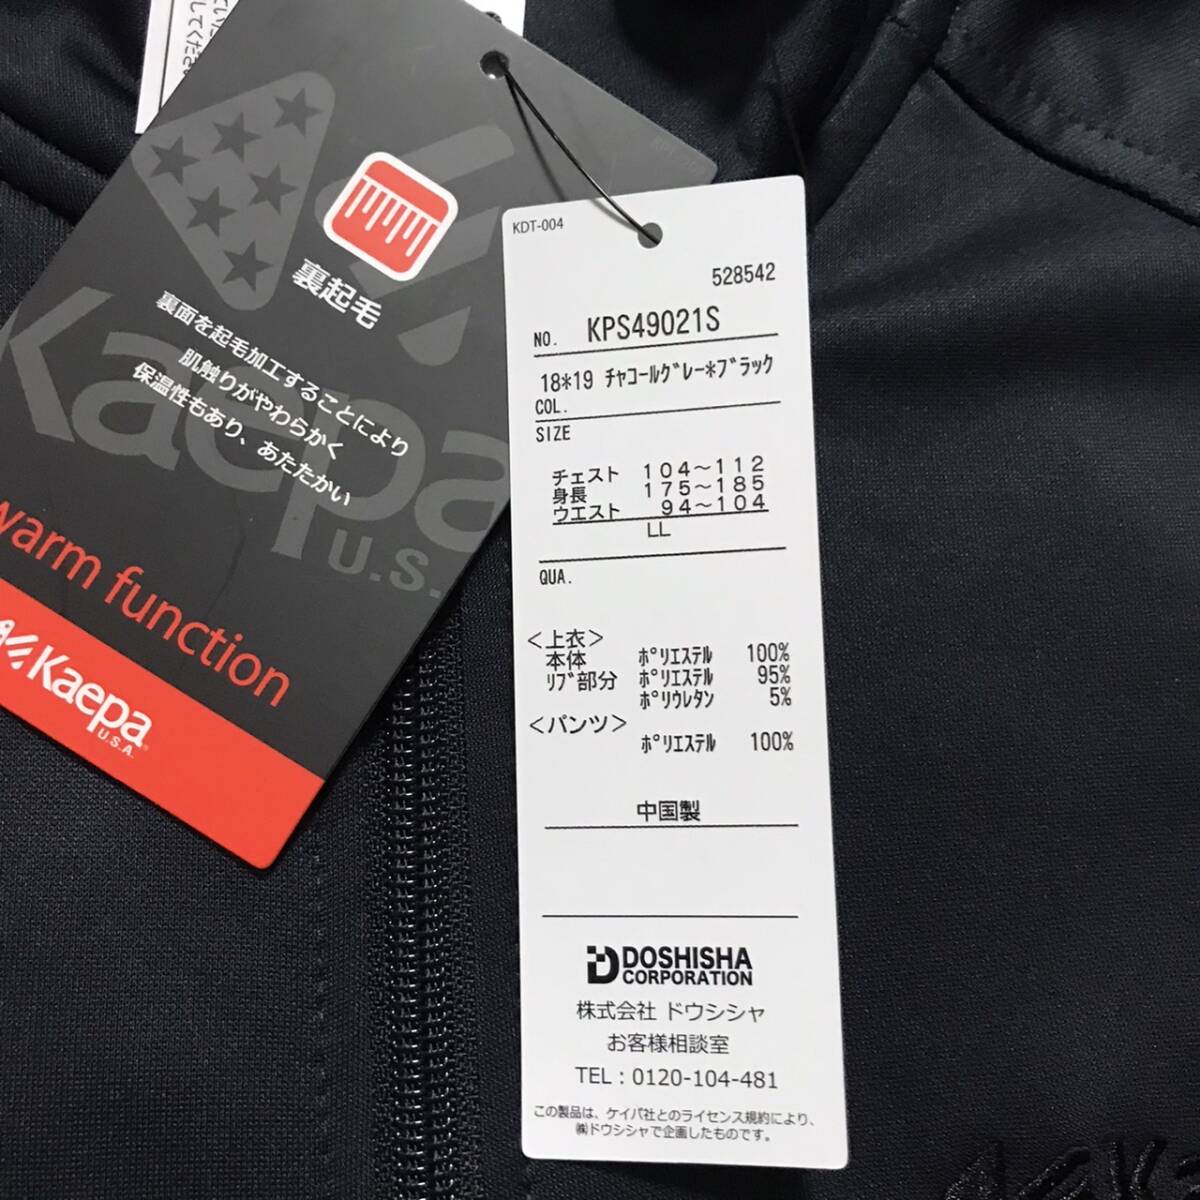 裏起毛
裏面を起毛加工することにより
肌触りがやわらかく
保温性もあり、あたたかい
Kaepa
U.S.
warm function
Kaepa
U.S.A.
KDT-004
528542
NO. KPS49021S
18*19 ﾁｬｺｰﾙｸﾞﾚｰ*ﾌﾞﾗｯｸ
COL.
SIZE
チェスト 104～112
身長 175～185
ウエスト 94～104
LL
QUA.
<上衣>
本体 ﾎﾟﾘｴｽﾃﾙ 100%
ﾘﾌﾞ部分 ﾎﾟﾘｴｽﾃﾙ 95%
ﾎﾟﾘｳﾚﾀﾝ 5%
<パンツ>
ﾎﾟﾘｴｽﾃﾙ 100%
中国製
DOSHISHA
CORPORATION
株式会社 ドウシシャ
お客様相談室
TEL : 0120-104-481
この製品は、ケイパ社とのライセンス規約により、
㈱ドウシシャで企画したものです。